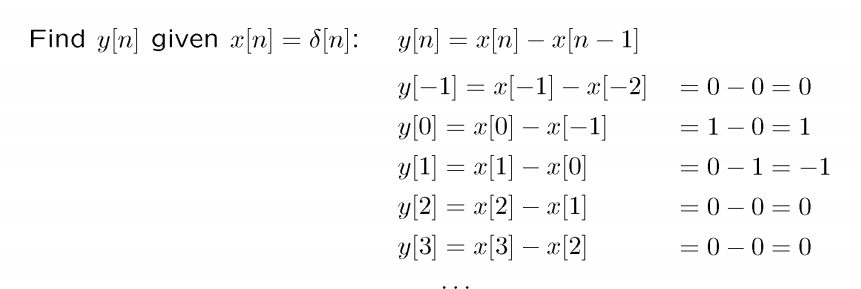 Find y[n] given x[n] = δ[n]: y[n] = x[n] − x[n − 1]
y[−1] = x[−1] − x[−2] = 0 − 0 = 0
y[0] = x[0] − x[−1] = 1 − 0 = 1
y[1] = x[1] − x[0] = 0 − 1 = −1
y[2] = x[2] − x[1] = 0 − 0 = 0
y[3] = x[3] − x[2] = 0 − 0 = 0
...